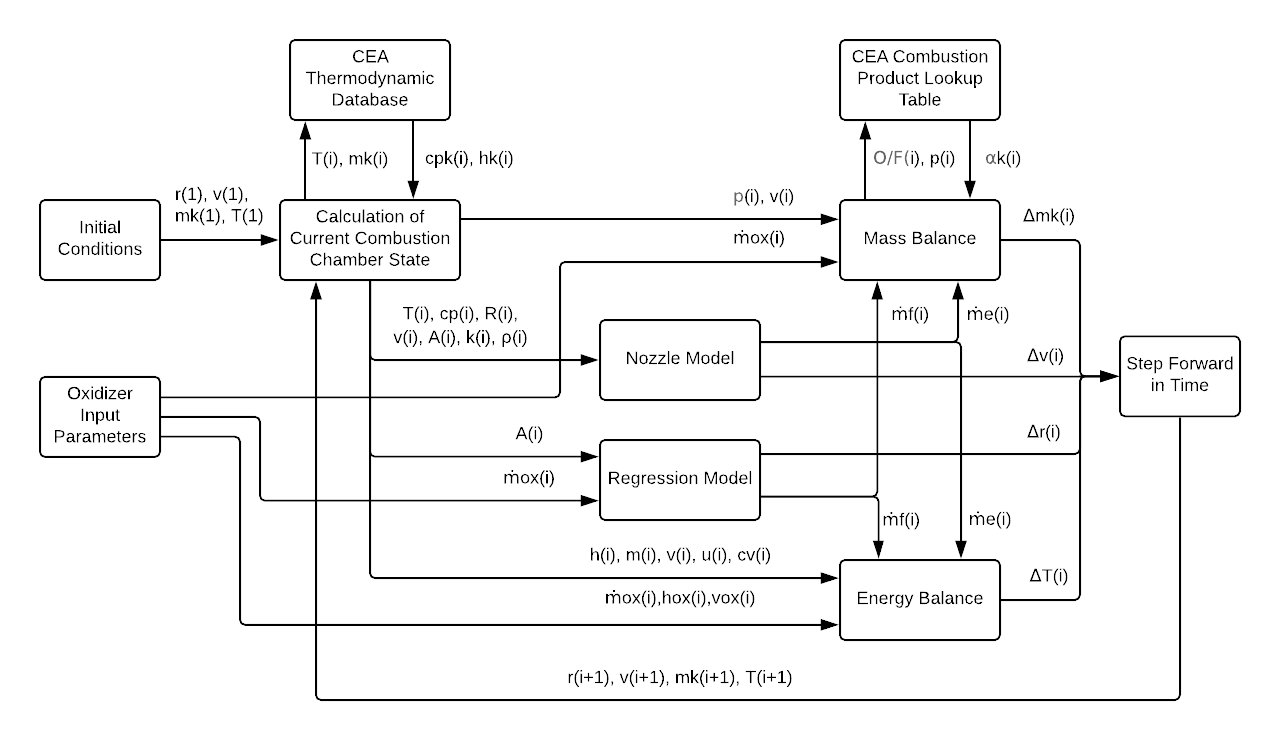 CEA
Thermodynamic
Database
CEA Combustion
Product Lookup
Table
T(i), mk(i)
cpk(i), hk(i)
O/F(i), p(i)
αk(i)
r(1), v(1),
mk(1), T(1)
Initial
Conditions
Calculation of
Current Combustion
Chamber State
p(i), v(i)
ṁox(i)
Mass Balance
Δmk(i)
T(i), cp(i), R(i),
v(i), A(i), k(i), ρ(i)
ṁf(i)
ṁe(i)
Nozzle Model
Δv(i)
Step Forward
in Time
Oxidizer
Input
Parameters
A(i)
ṁox(i)
Regression Model
Δr(i)
ṁf(i)
ṁe(i)
h(i), m(i), v(i), u(i), cv(i)
ṁox(i),hox(i),vox(i)
Energy Balance
ΔT(i)
r(i+1), v(i+1), mk(i+1), T(i+1)